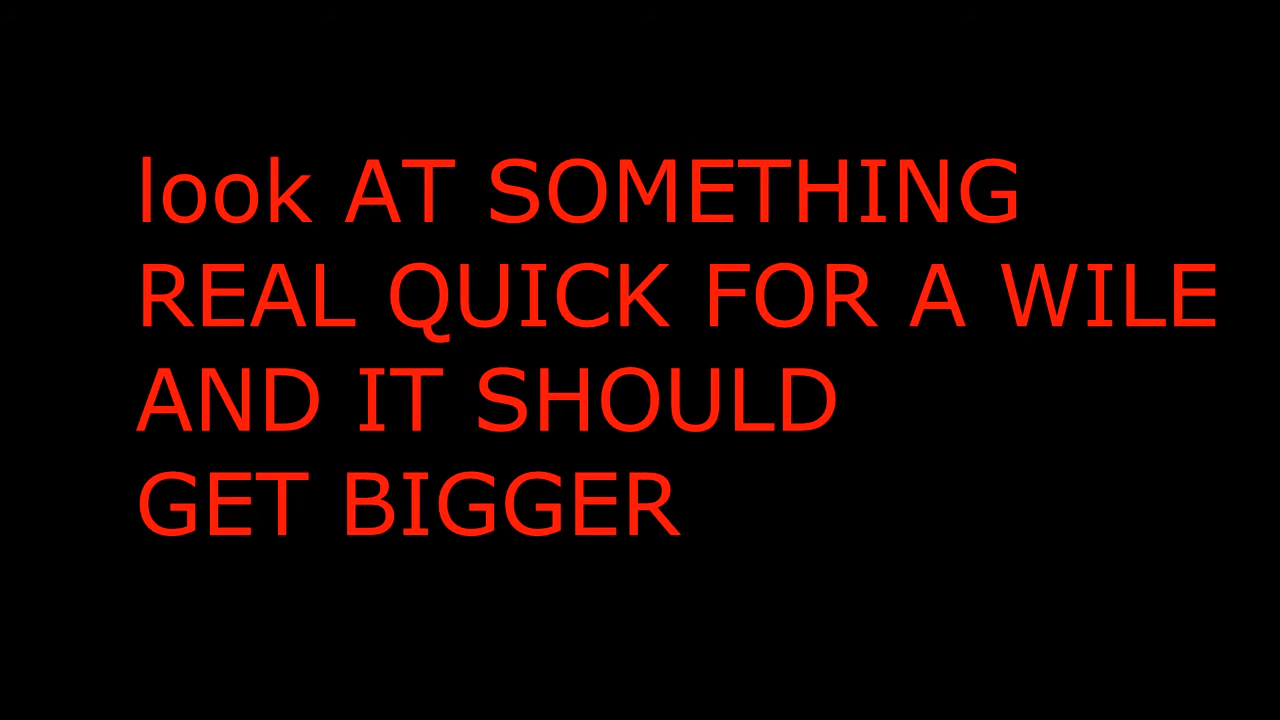 look AT SOMETHING
REAL QUICK FOR A WILE
AND IT SHOULD
GET BIGGER